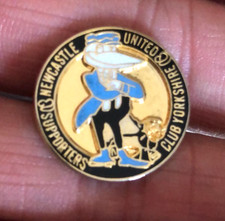 NEWCASTLE UNITED
SUPPORTERS CLUB YORKSHIRE